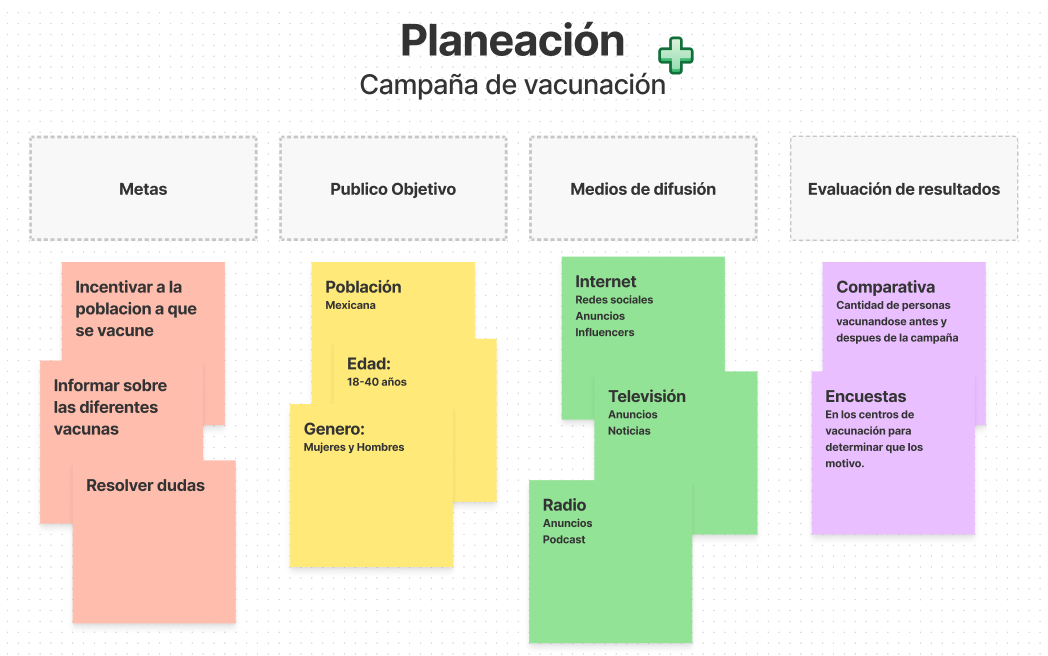 Planeación
Campaña de vacunación
Metas
Incentivar a la
poblacion a que
se vacune
Informar sobre
las diferentes
vacunas
Resolver dudas
Publico Objetivo
Población
Mexicana
Edad:
18-40 años
Genero:
Mujeres y Hombres
Medios de difusión
Internet
Redes sociales
Anuncios
Influencers
Televisión
Anuncios
Noticias
Radio
Anuncios
Podcast
Evaluación de resultados
Comparativa
Cantidad de personas
vacunandose antes y
despues de la campaña
Encuestas
En los centros de
vacunación para
determinar que los
motivo.